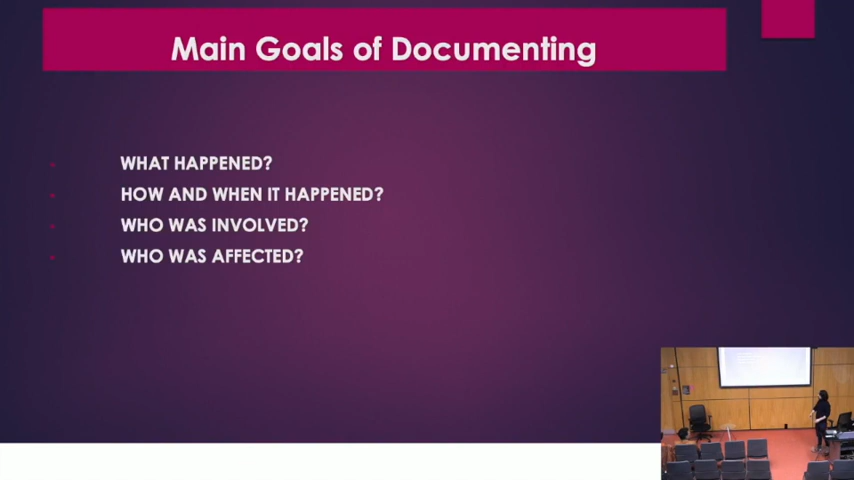 Main Goals of Documenting
WHAT HAPPENED?
HOW AND WHEN IT HAPPENED?
WHO WAS INVOLVED?
WHO WAS AFFECTED?